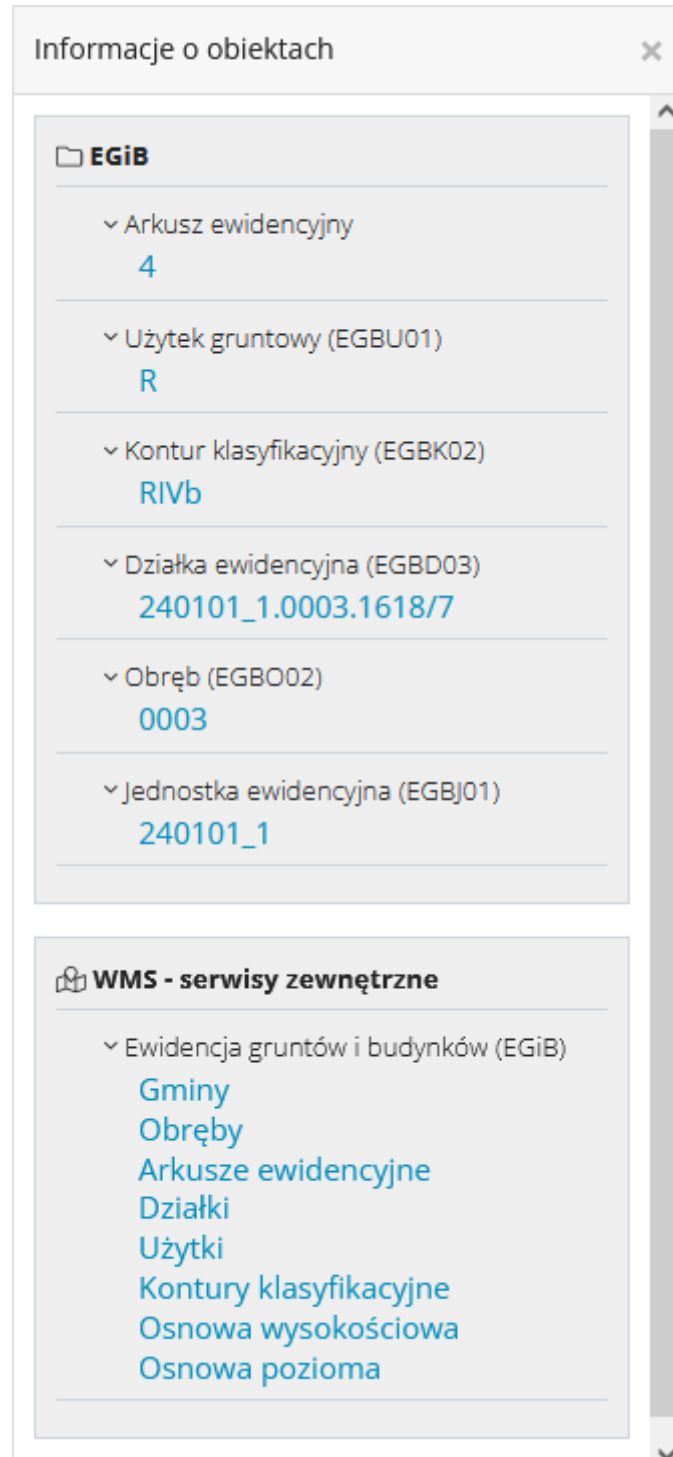 Informacje o obiektach
EGiB
Arkusz ewidencyjny
4
Użytek gruntowy (EGBU01)
R
Kontur klasyfikacyjny (EGBK02)
RIVb
Działka ewidencyjna (EGBD03)
240101_1.0003.1618/7
Obręb (EGBO02)
0003
Jednostka ewidencyjna (EGBJ01)
240101_1
WMS - serwisy zewnętrzne
Ewidencja gruntów i budynków (EGiB)
Gminy
Obręby
Arkusze ewidencyjne
Działki
Użytki
Kontury klasyfikacyjne
Osnowa wysokościowa
Osnowa pozioma